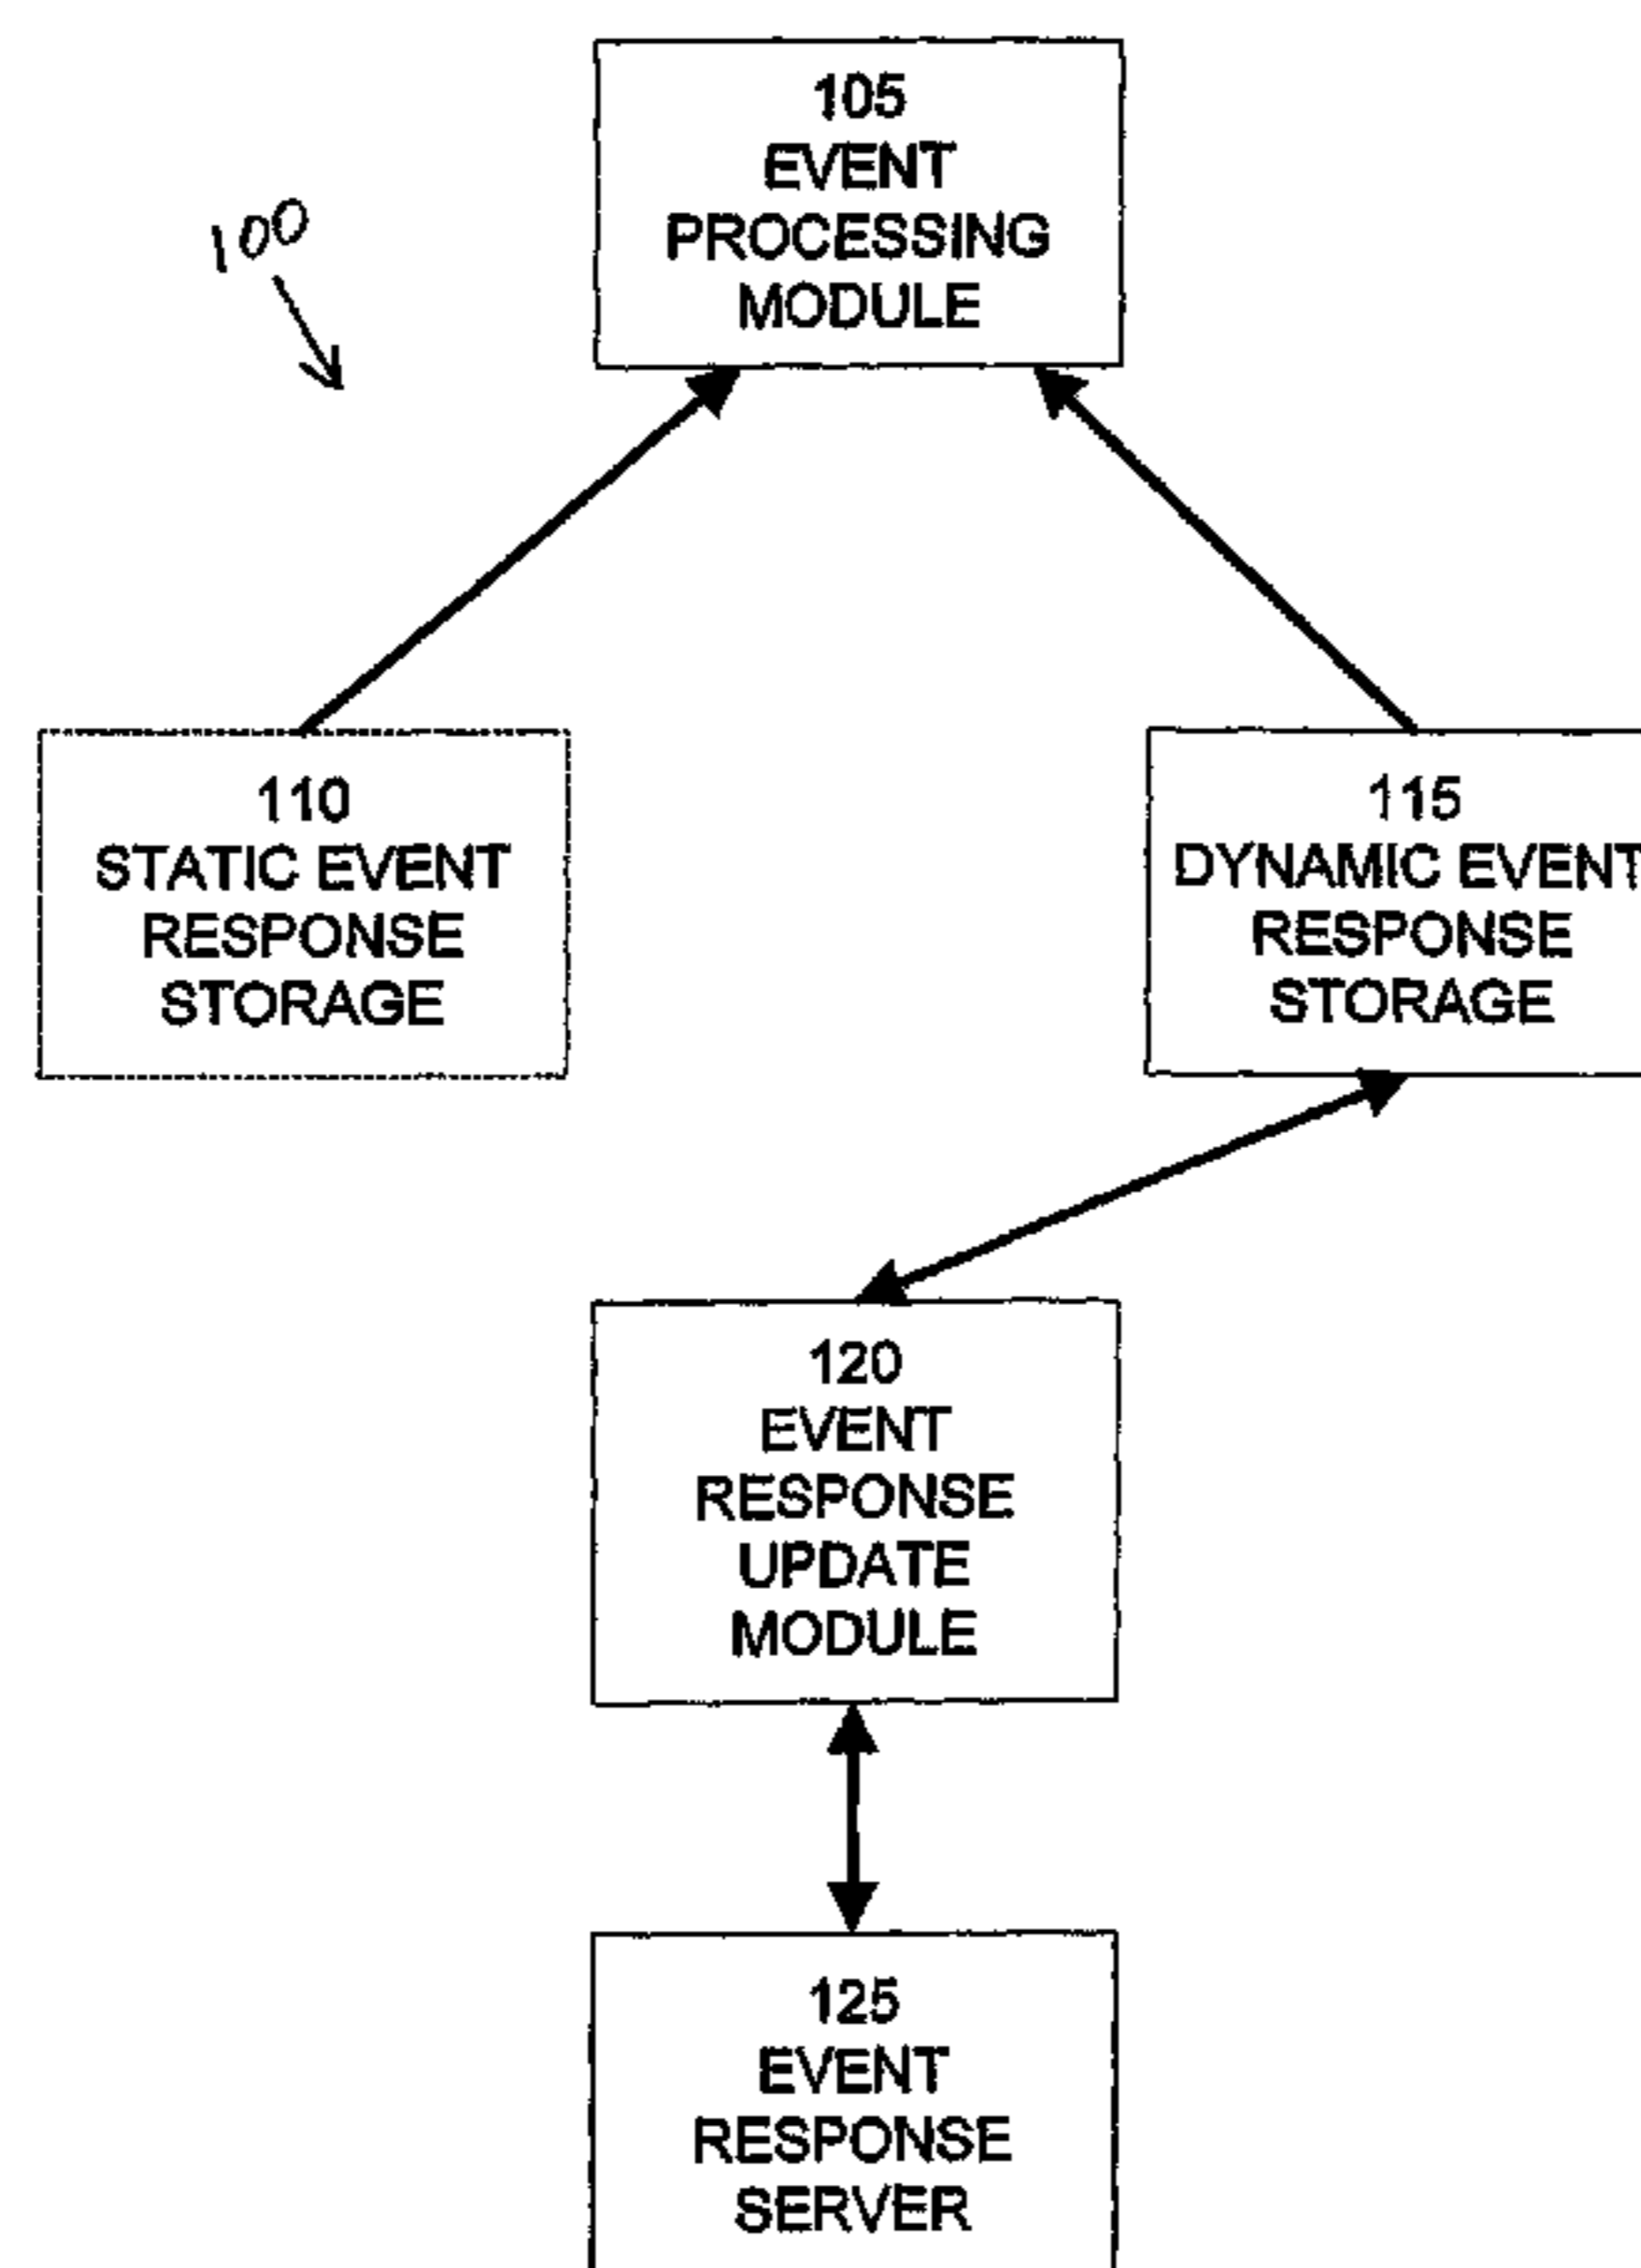 105
EVENT
PROCESSING
MODULE
100
110
STATIC EVENT
RESPONSE
STORAGE
115
DYNAMIC EVENT
RESPONSE
STORAGE
120
EVENT
RESPONSE
UPDATE
MODULE
125
EVENT
RESPONSE
SERVER